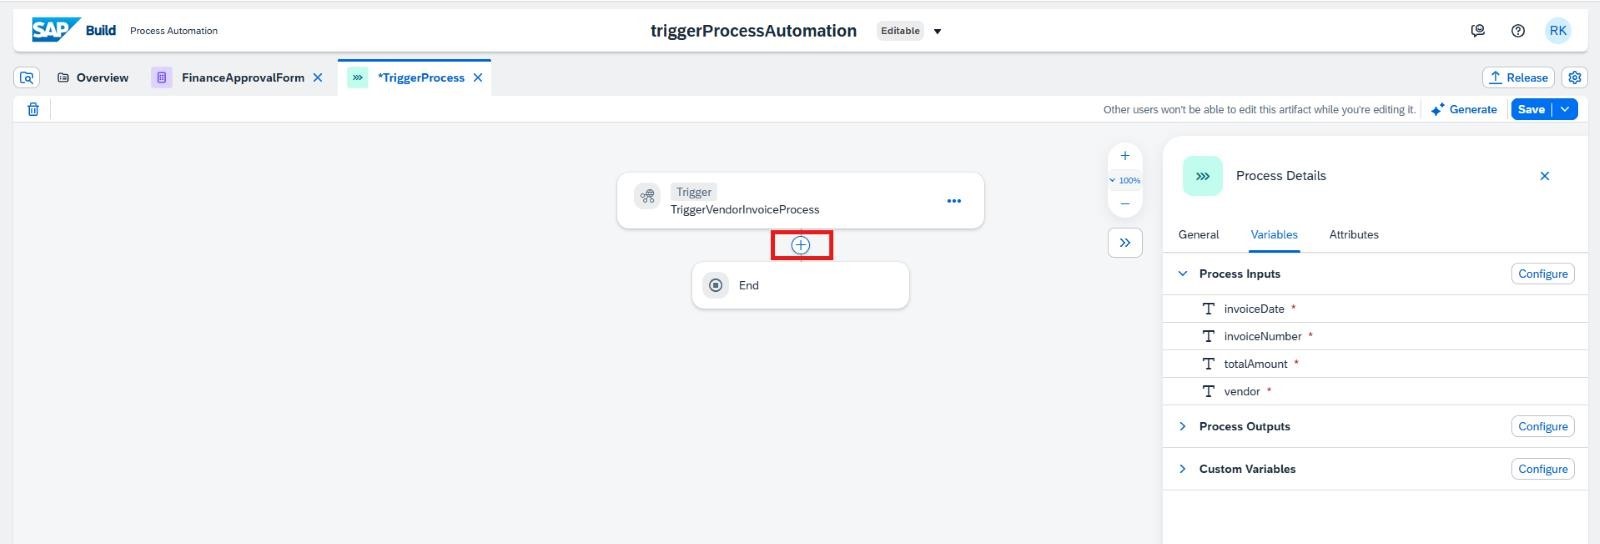 SAP Build Process Automation
triggerProcessAutomation Editable
RK
Overview FinanceApprovalForm *TriggerProcess
Release
Other users won't be able to edit this artifact while you're editing it. Generate Save
Trigger
TriggerVendorInvoiceProcess
End
100%
Process Details
General Variables Attributes
Process Inputs Configure
invoiceDate *
invoiceNumber *
totalAmount *
vendor *
Process Outputs Configure
Custom Variables Configure